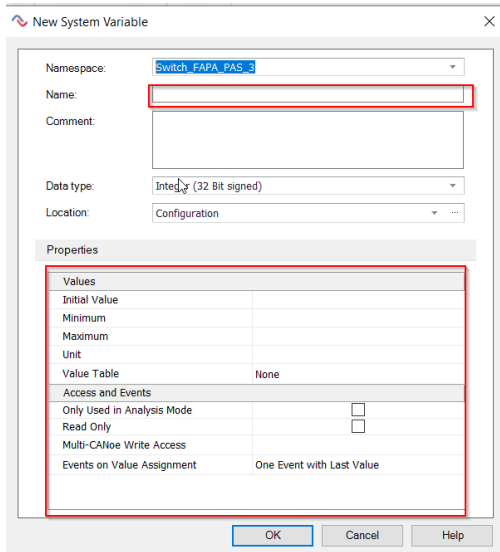 New System Variable
Namespace: Switch_FAPA_PAS_3
Name:
Comment:
Data type: Integer (32 Bit signed)
Location: Configuration ...
Properties
Values
Initial Value
Minimum
Maximum
Unit
Value Table None
Access and Events
Only Used in Analysis Mode
Read Only
Multi-CANoe Write Access
Events on Value Assignment One Event with Last Value
OK Cancel Help